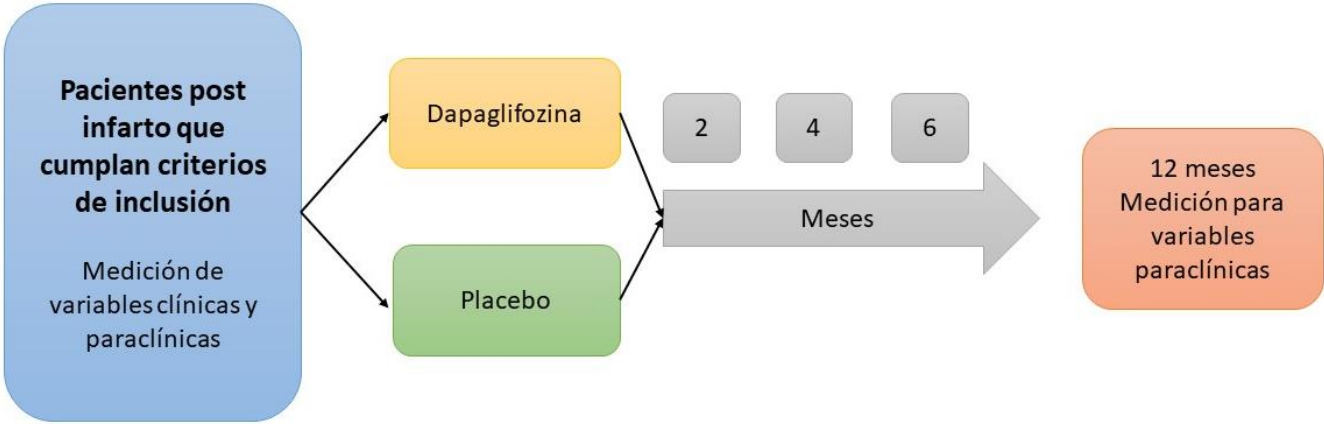 Pacientes post
infarto que
cumplan criterios
de inclusión
Medición de
variables clínicas y
paraclínicas
Dapaglifozina
Placebo
2
4
6
Meses
12 meses
Medición para
variables
paraclínicas